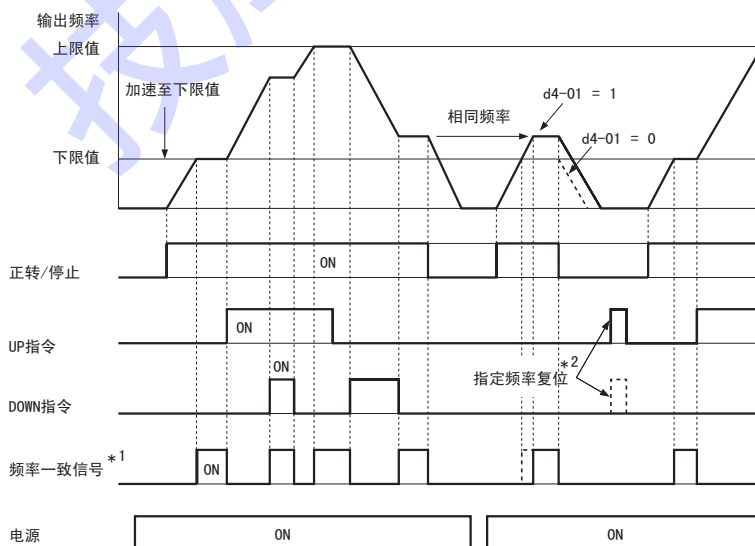 输出频率
上限值
加速至下限值
d4-01 = 1
相同频率
d4-01 = 0
下限值
正转/停止
ON
UP指令
ON
ON
指定频率复位*2
DOWN指令
频率一致信号*1
ON
电源
ON
ON